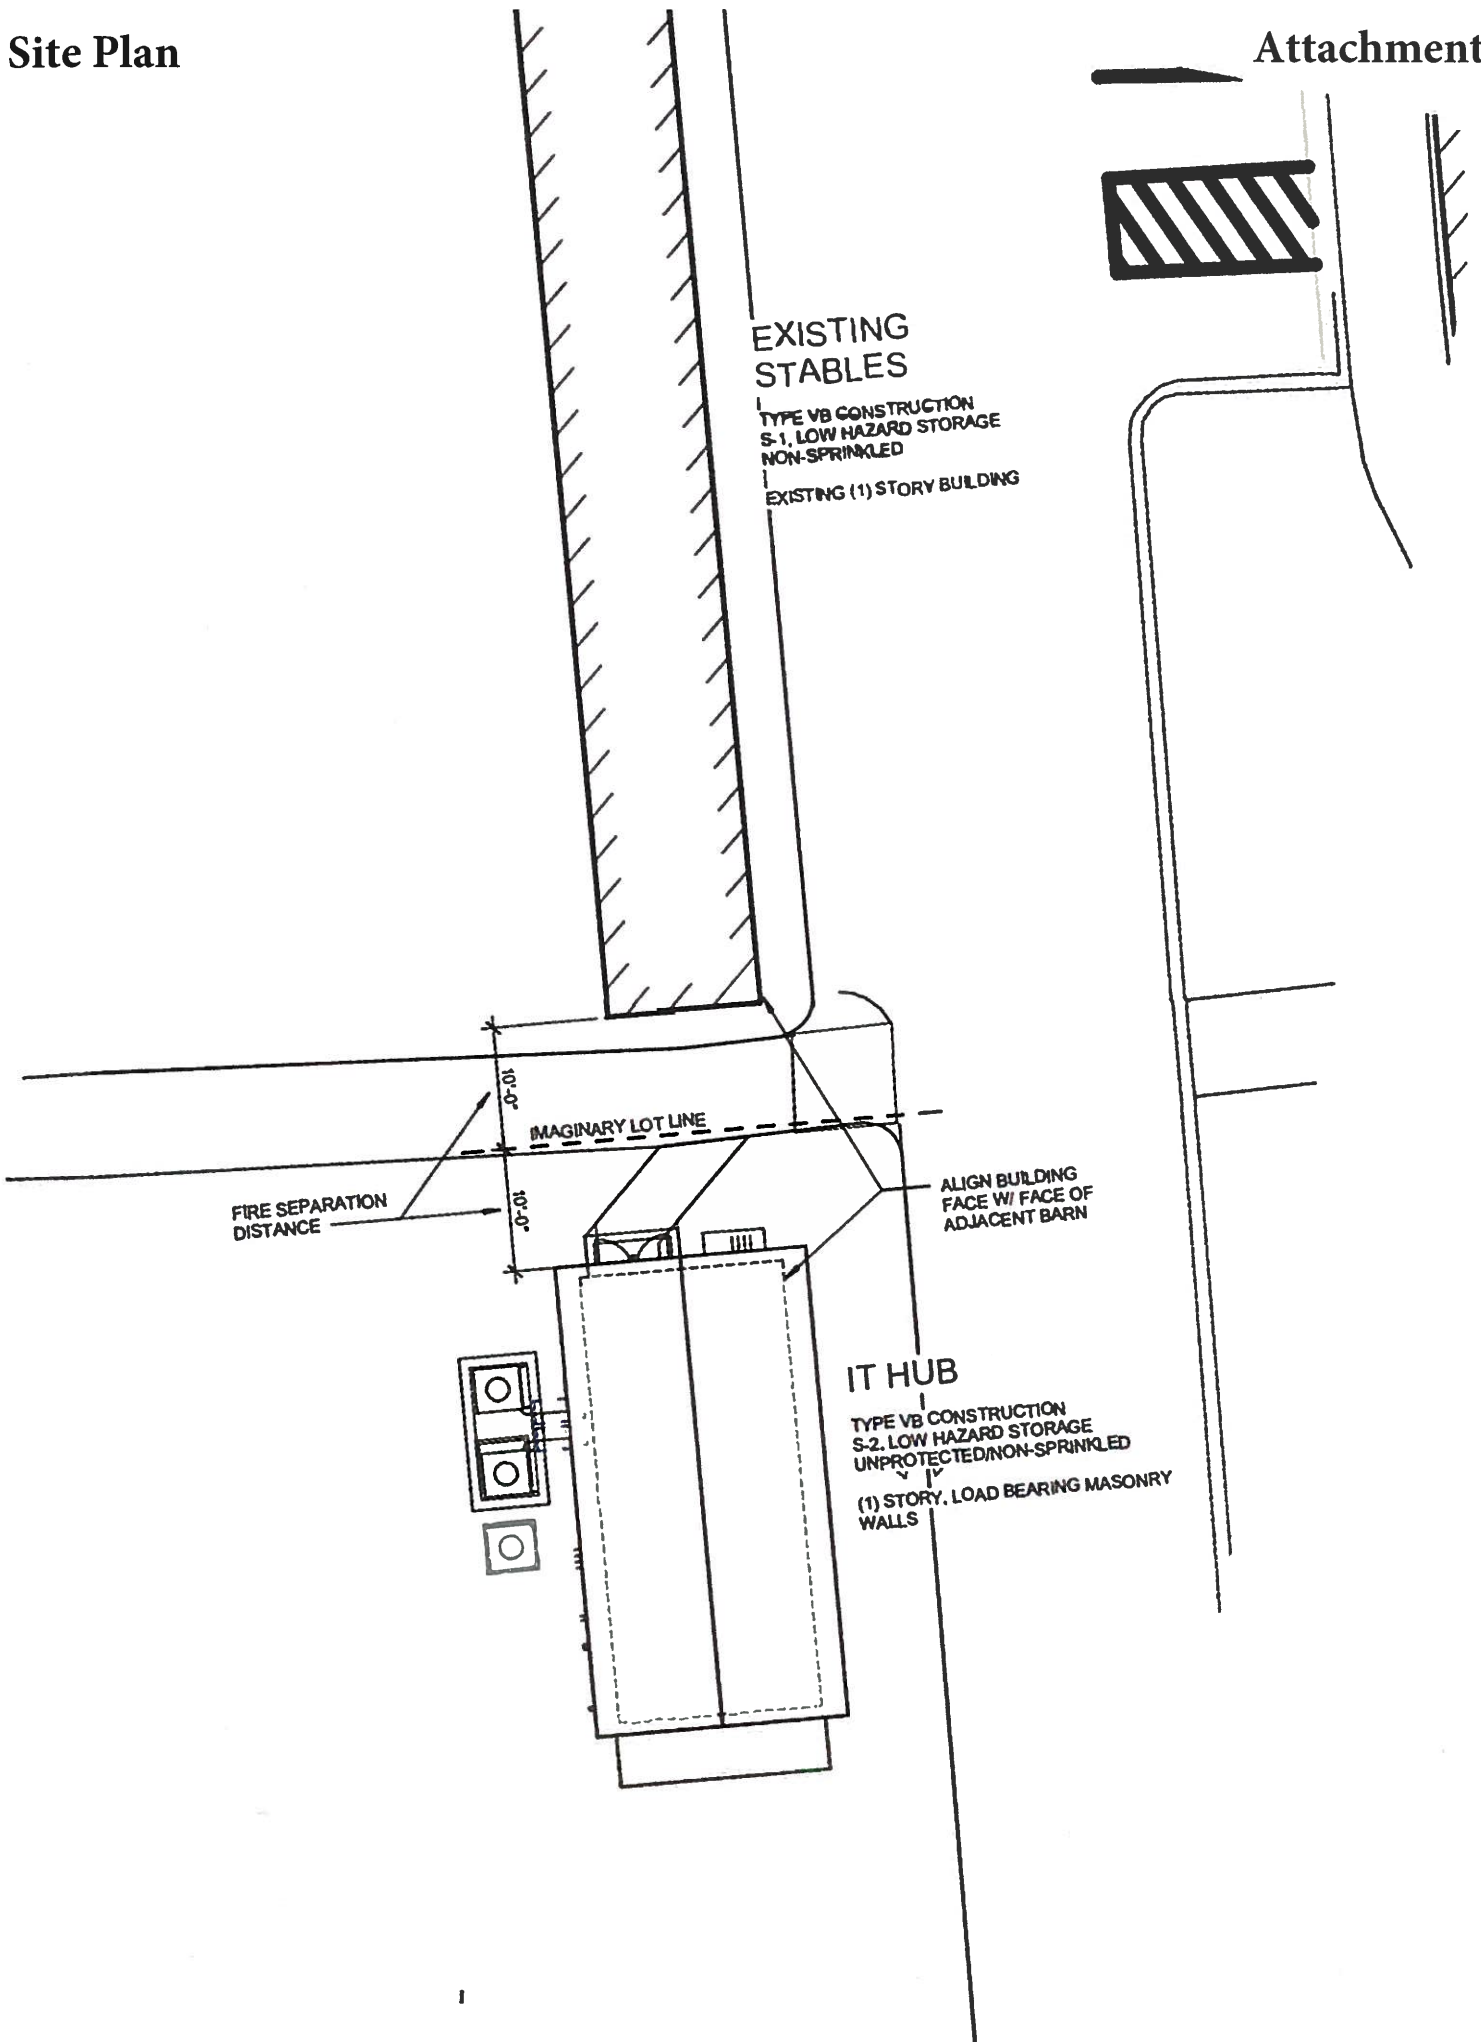 Site Plan
Attachment
EXISTING
STABLES
TYPE VB CONSTRUCTION
S-1, LOW HAZARD STORAGE
NON-SPRINKLED
EXISTING (1) STORY BUILDING
10'-0"
IMAGINARY LOT LINE
10'-0"
FIRE SEPARATION
DISTANCE
ALIGN BUILDING
FACE W/ FACE OF
ADJACENT BARN
IT HUB
TYPE VB CONSTRUCTION
S-2, LOW HAZARD STORAGE
UNPROTECTED/NON-SPRINKLED
(1) STORY, LOAD BEARING MASONRY
WALLS